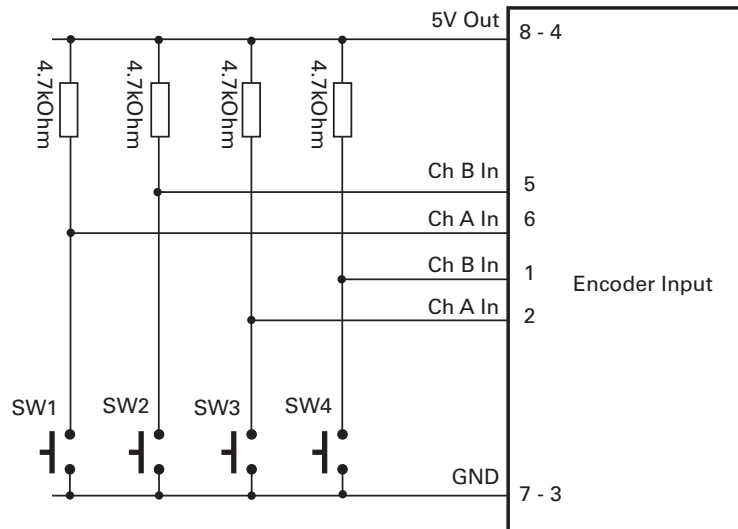 5V Out
8 - 4
4.7kOhm
4.7kOhm
4.7kOhm
4.7kOhm
Ch B In
5
Ch A In
6
Ch B In
1
Encoder Input
Ch A In
2
SW1
SW2
SW3
SW4
GND
7 - 3